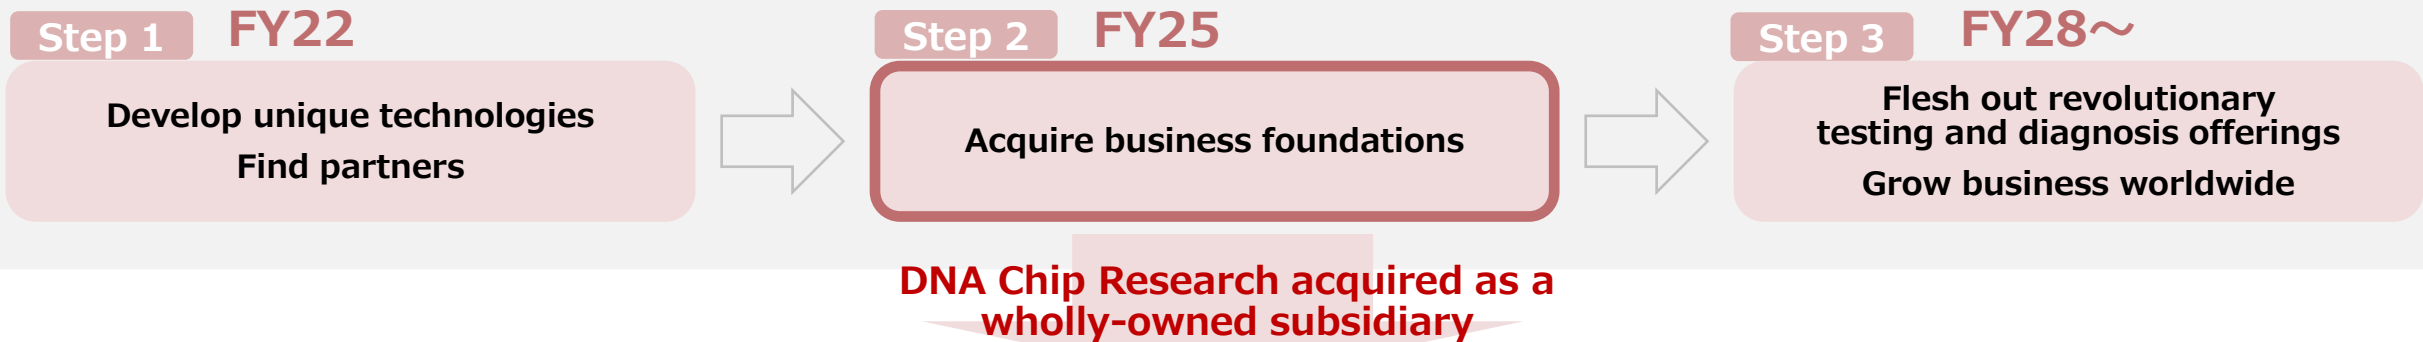 Step 1
FY22
Develop unique technologies
Find partners
Step 2
FY25
Acquire business foundations
DNA Chip Research acquired as a
wholly-owned subsidiary
Step 3
FY28～
Flesh out revolutionary
testing and diagnosis offerings
Grow business worldwide